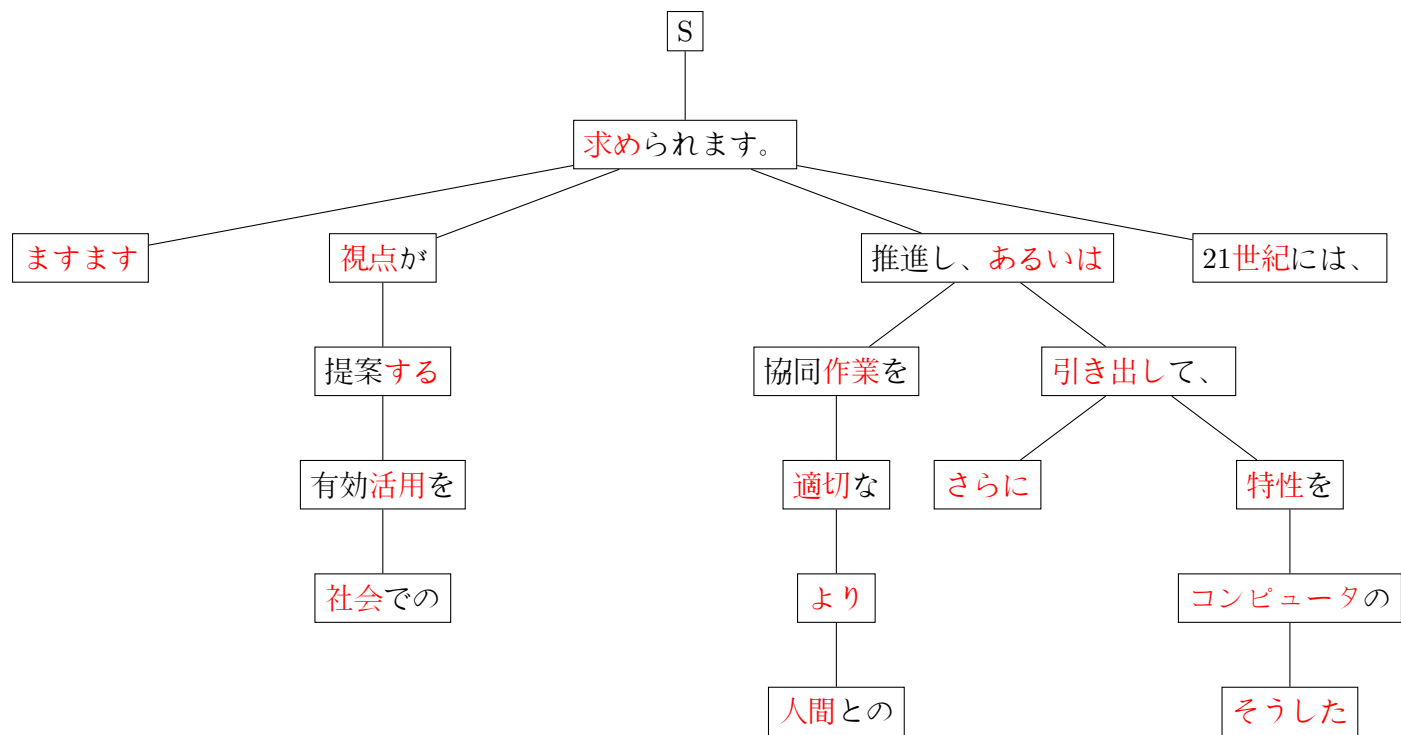 S
求められます。
ますます
視点が
推進し、あるいは
21世紀には、
提案する
協同作業を
引き出して、
有効活用を
適切な
さらに
特性を
社会での
より
コンピュータの
人間との
そうした